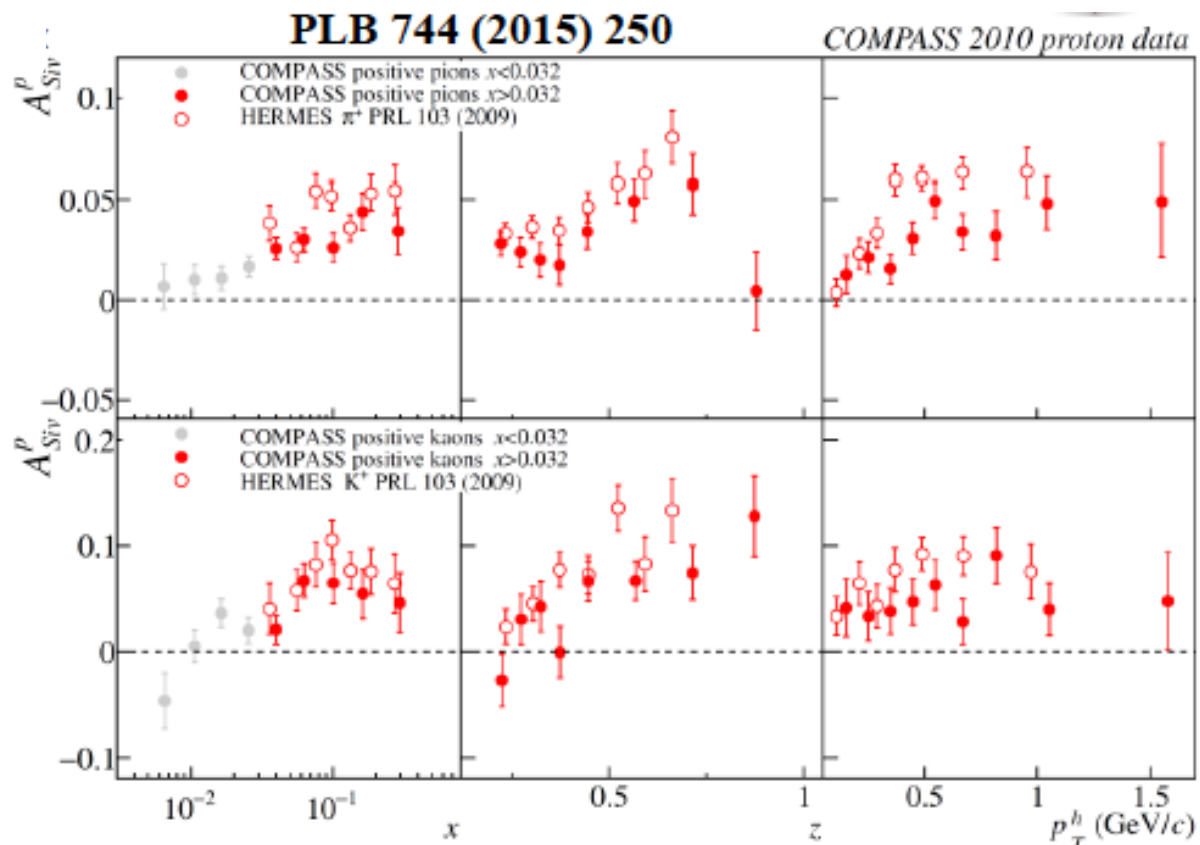 PLB 744 (2015) 250
COMPASS 2010 proton data
A^p_Siv
0.1
0.05
0
−0.05
COMPASS positive pions x<0.032
COMPASS positive pions x>0.032
HERMES π⁺ PRL 103 (2009)
A^p_Siv
0.2
0.1
0
−0.1
COMPASS positive kaons x<0.032
COMPASS positive kaons x>0.032
HERMES K⁺ PRL 103 (2009)
10⁻² 10⁻¹ 0.5 1 0.5 1 1.5
x z p^h_T (GeV/c)